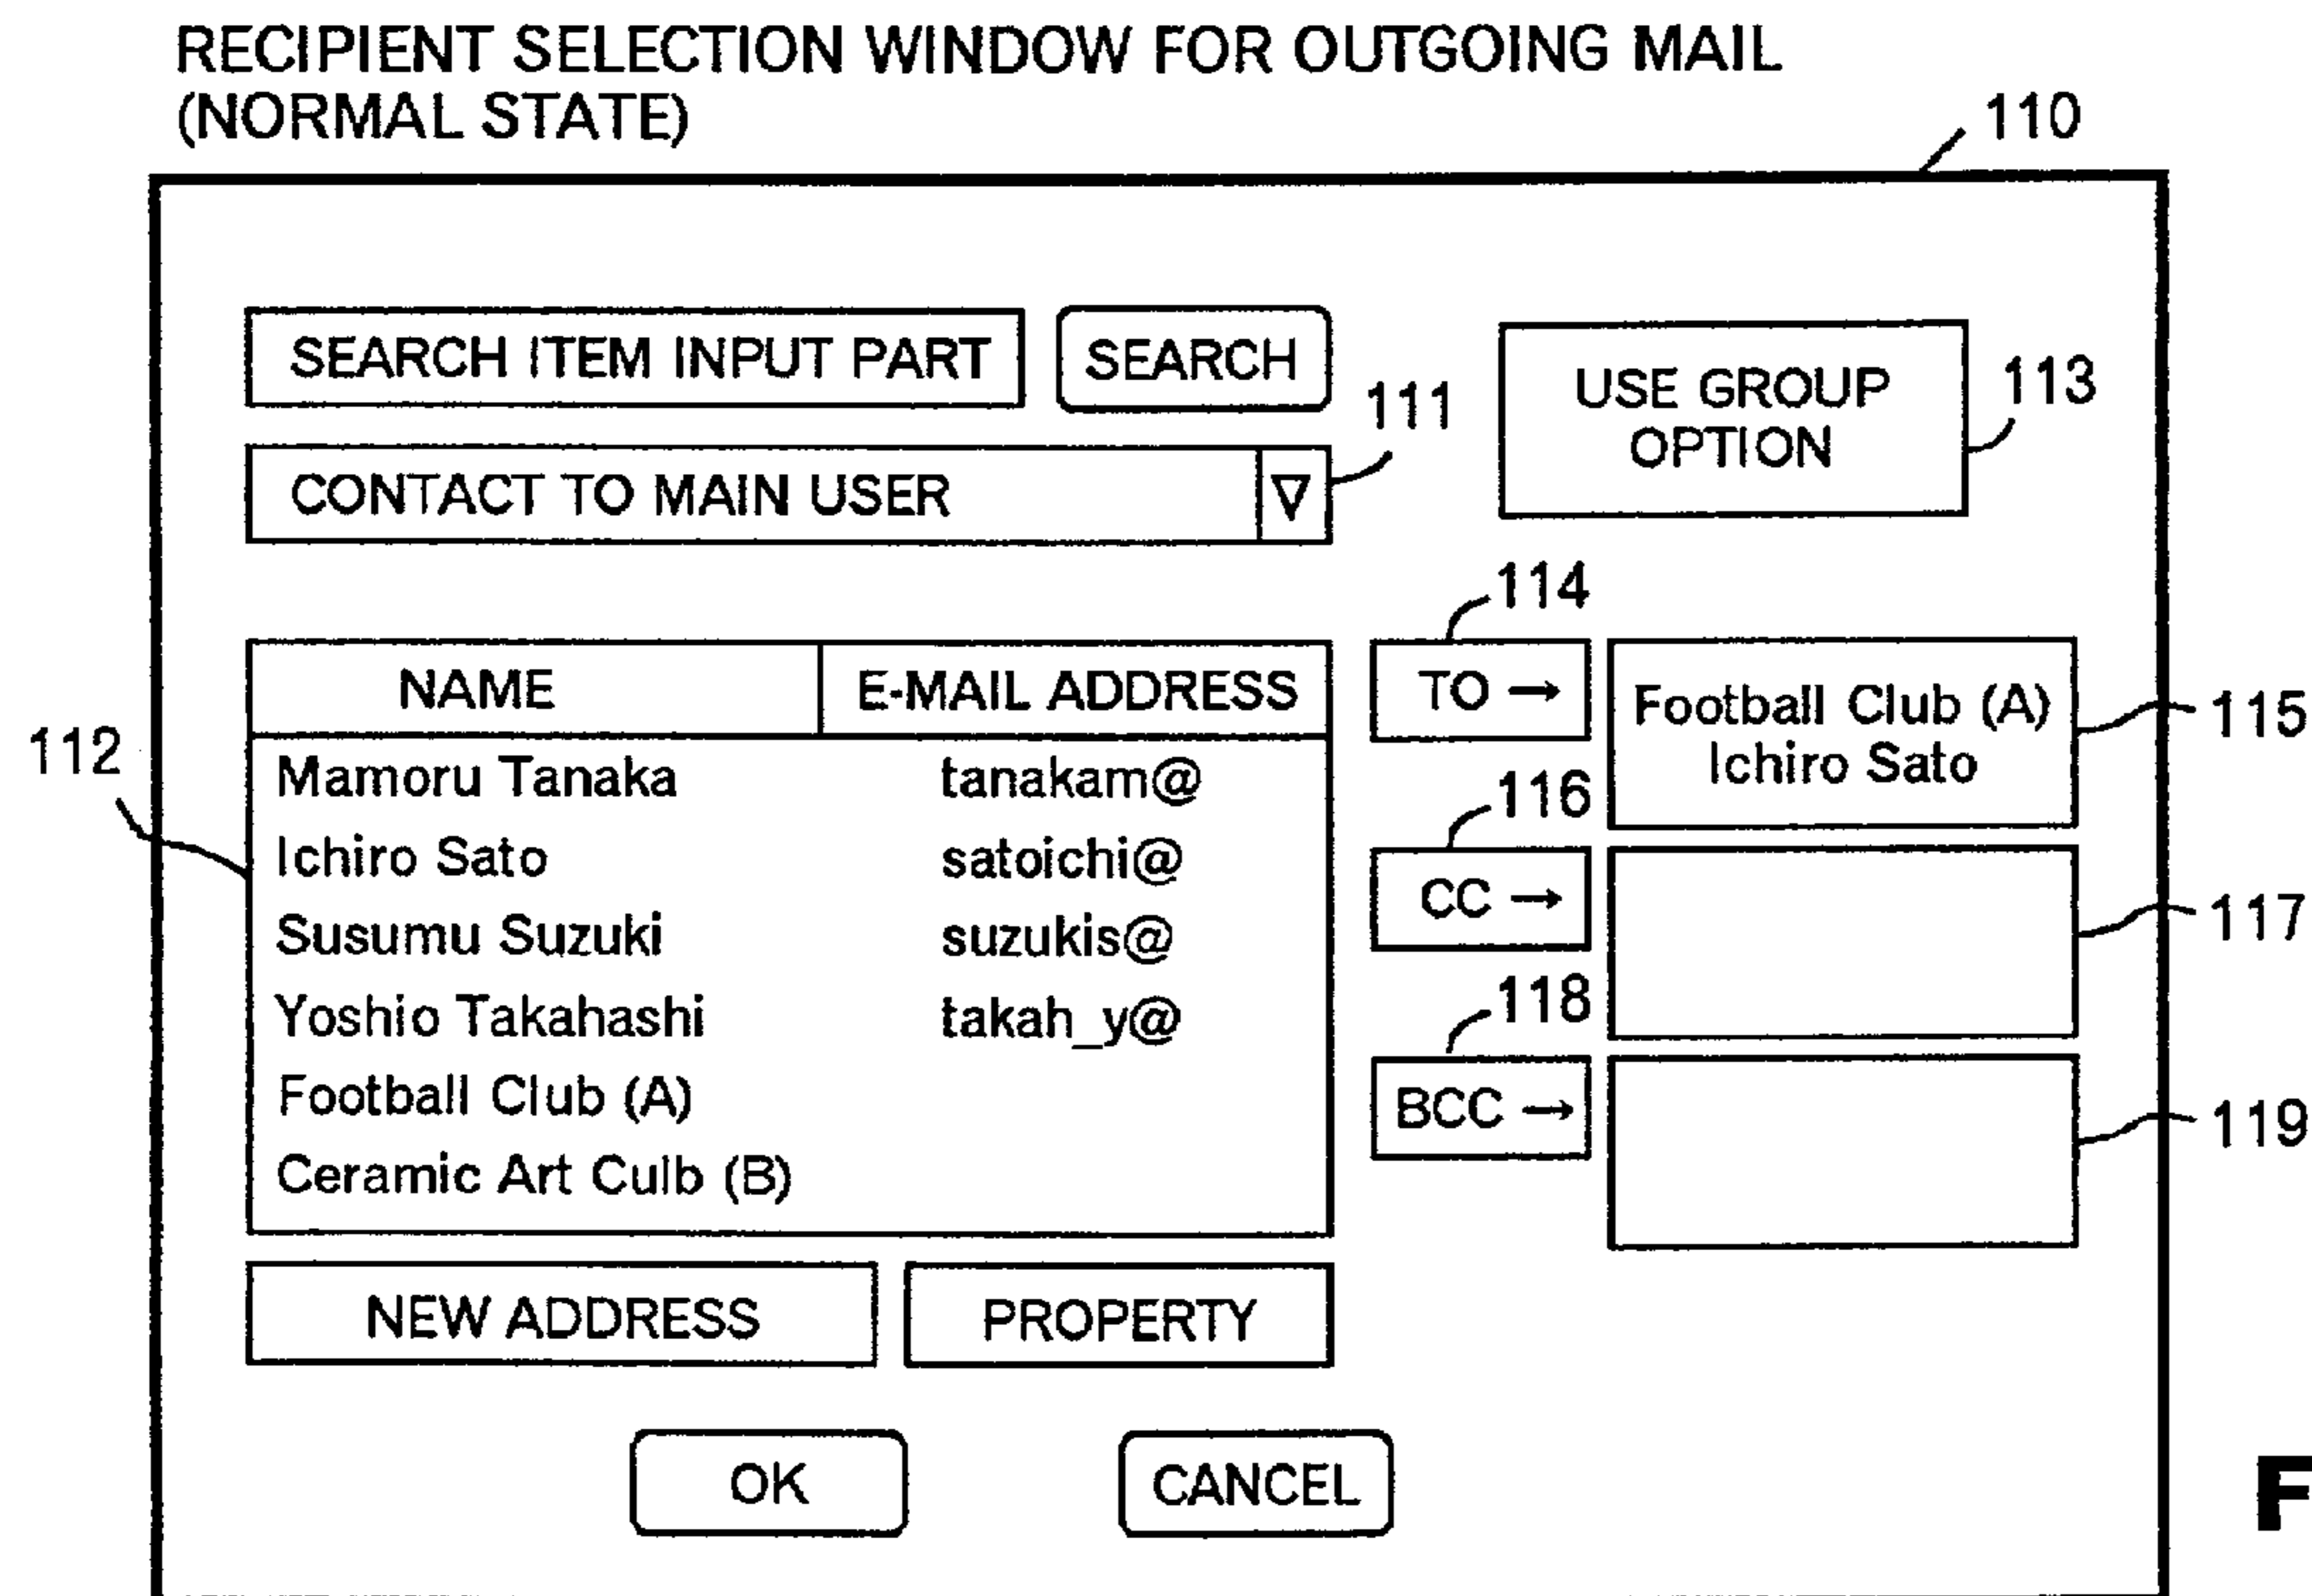 RECIPIENT SELECTION WINDOW FOR OUTGOING MAIL
(NORMAL STATE)
110
SEARCH ITEM INPUT PART
SEARCH
111
USE GROUP
OPTION
113
CONTACT TO MAIN USER
▽
114
NAME
E-MAIL ADDRESS
TO →
Football Club (A)
Ichiro Sato
115
112
Mamoru Tanaka tanakam@
Ichiro Sato satoichi@
Susumu Suzuki suzukis@
Yoshio Takahashi takah_y@
Football Club (A)
Ceramic Art Culb (B)
116
CC →
117
118
BCC →
119
NEW ADDRESS
PROPERTY
OK
CANCEL
F